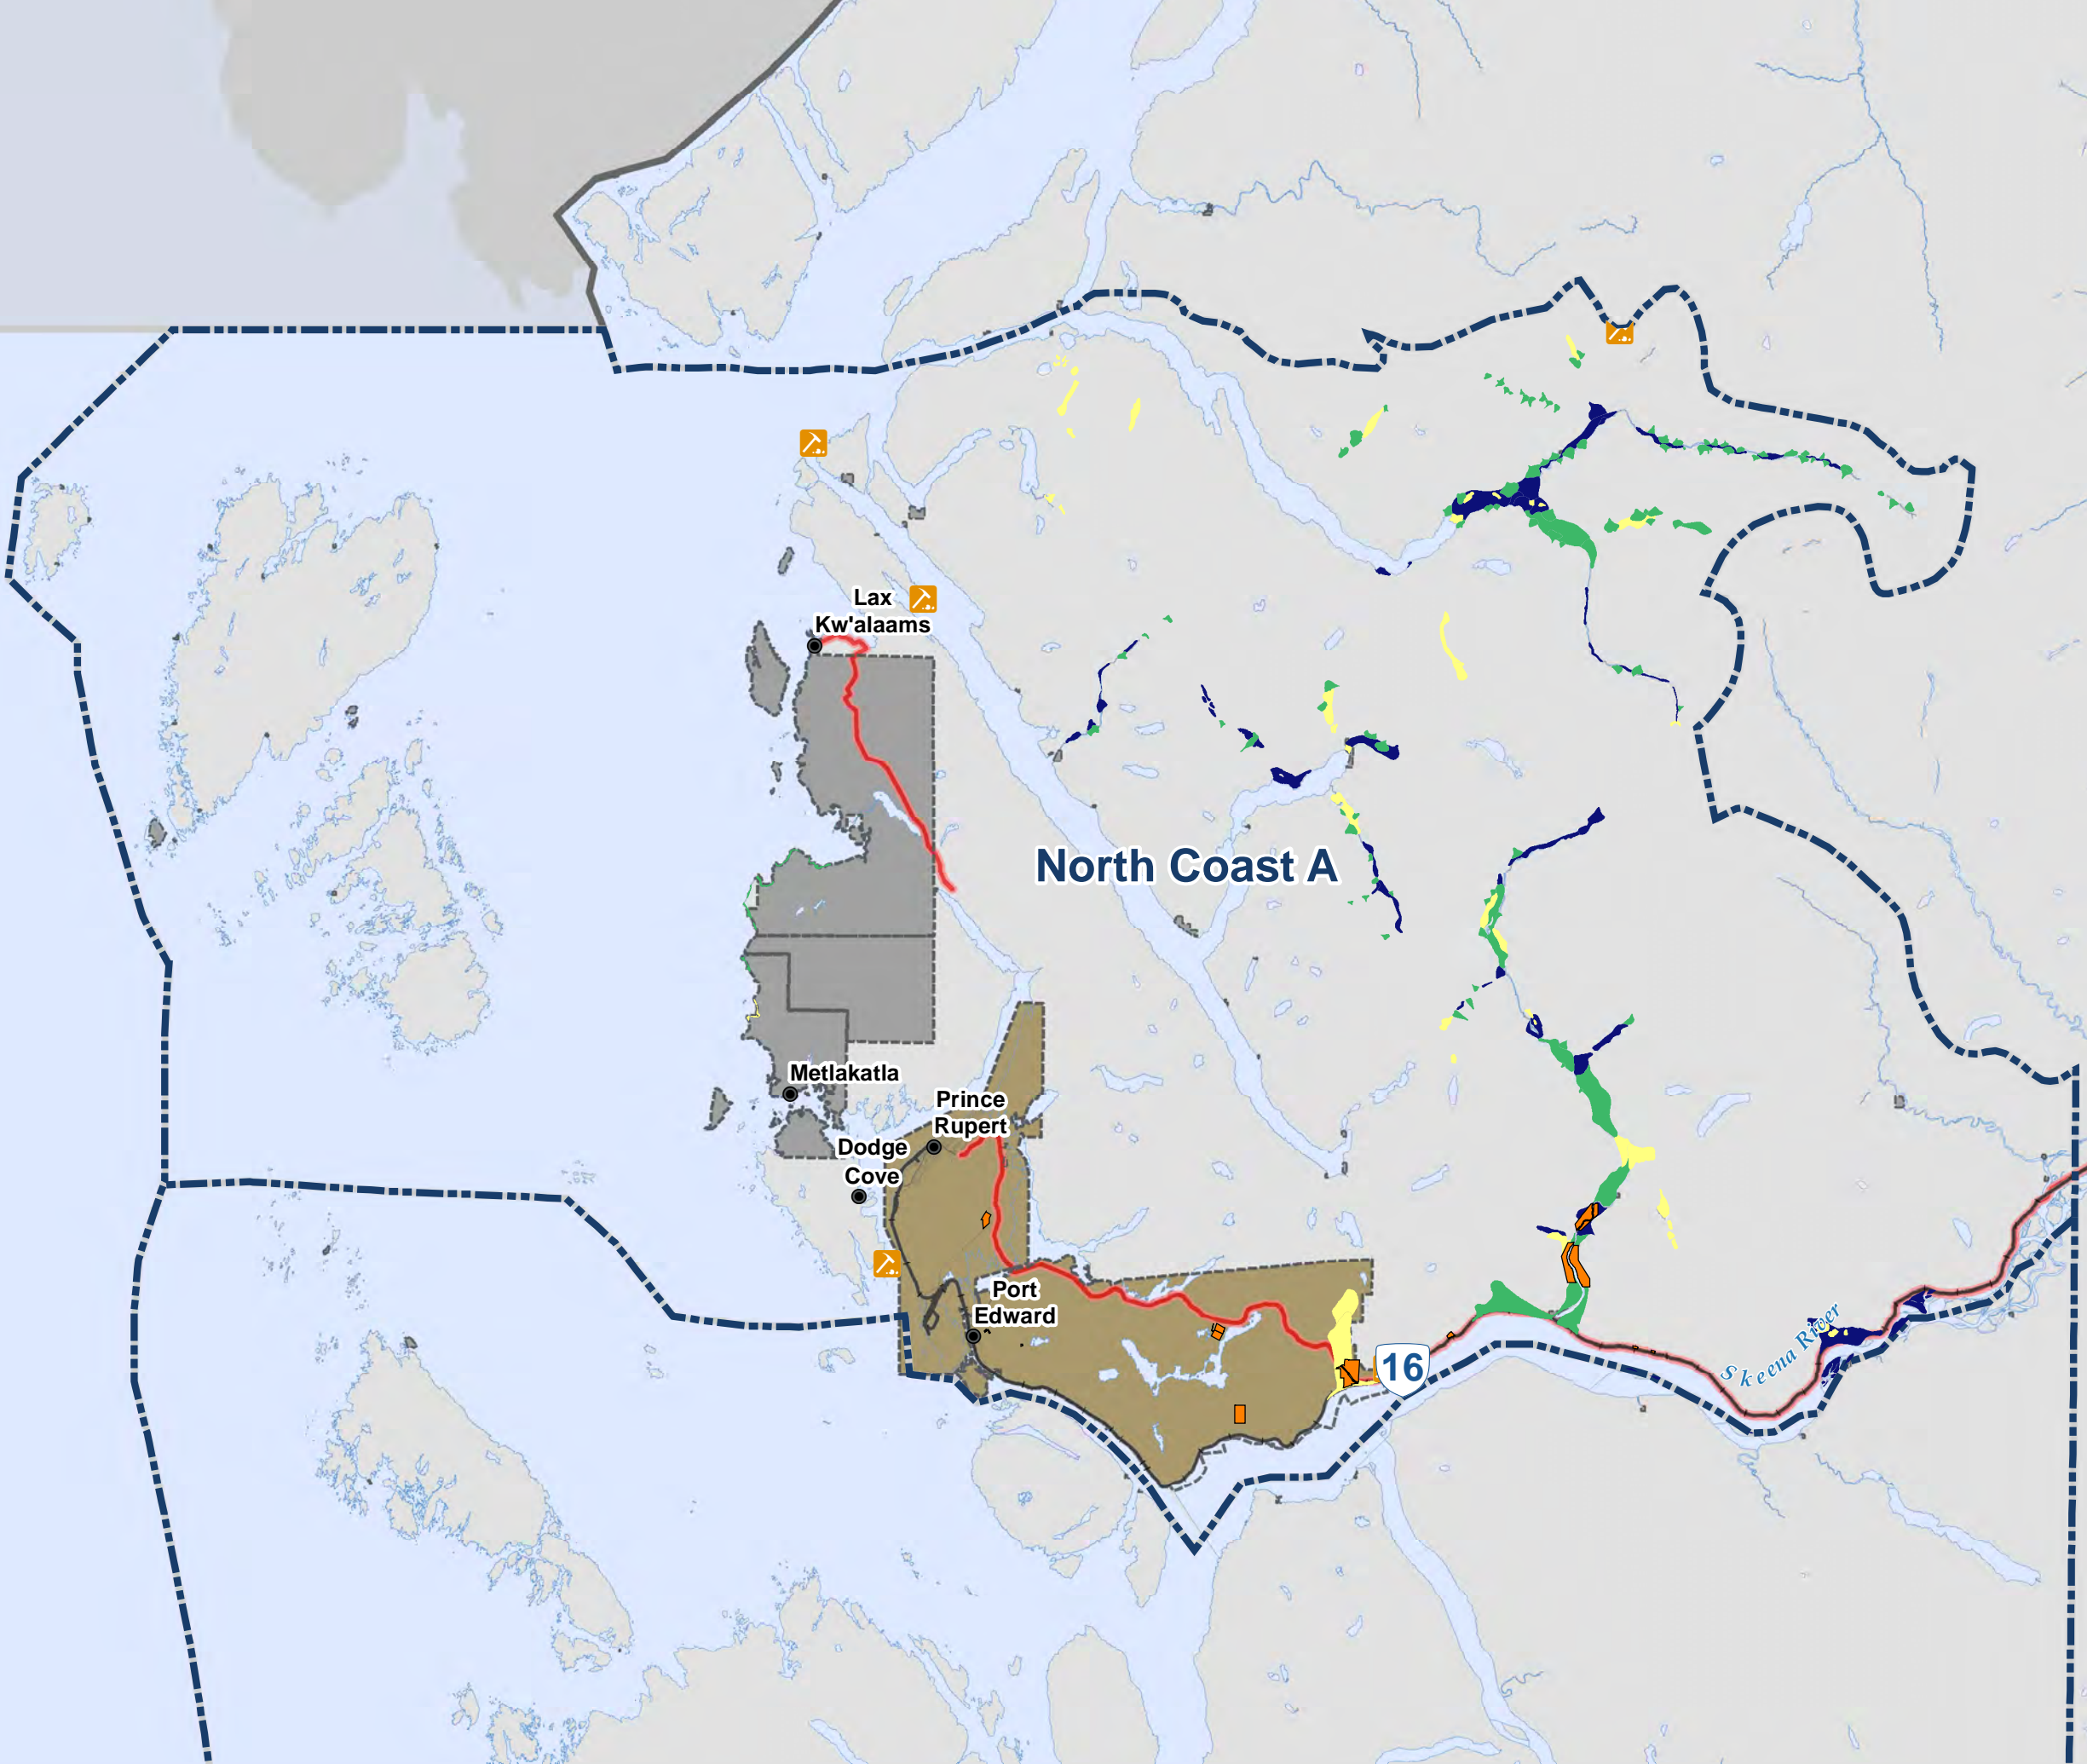 Lax
Kw'alaams
North Coast A
Metlakatla
Prince
Rupert
Dodge
Cove
Port
Edward
16
Skeena River